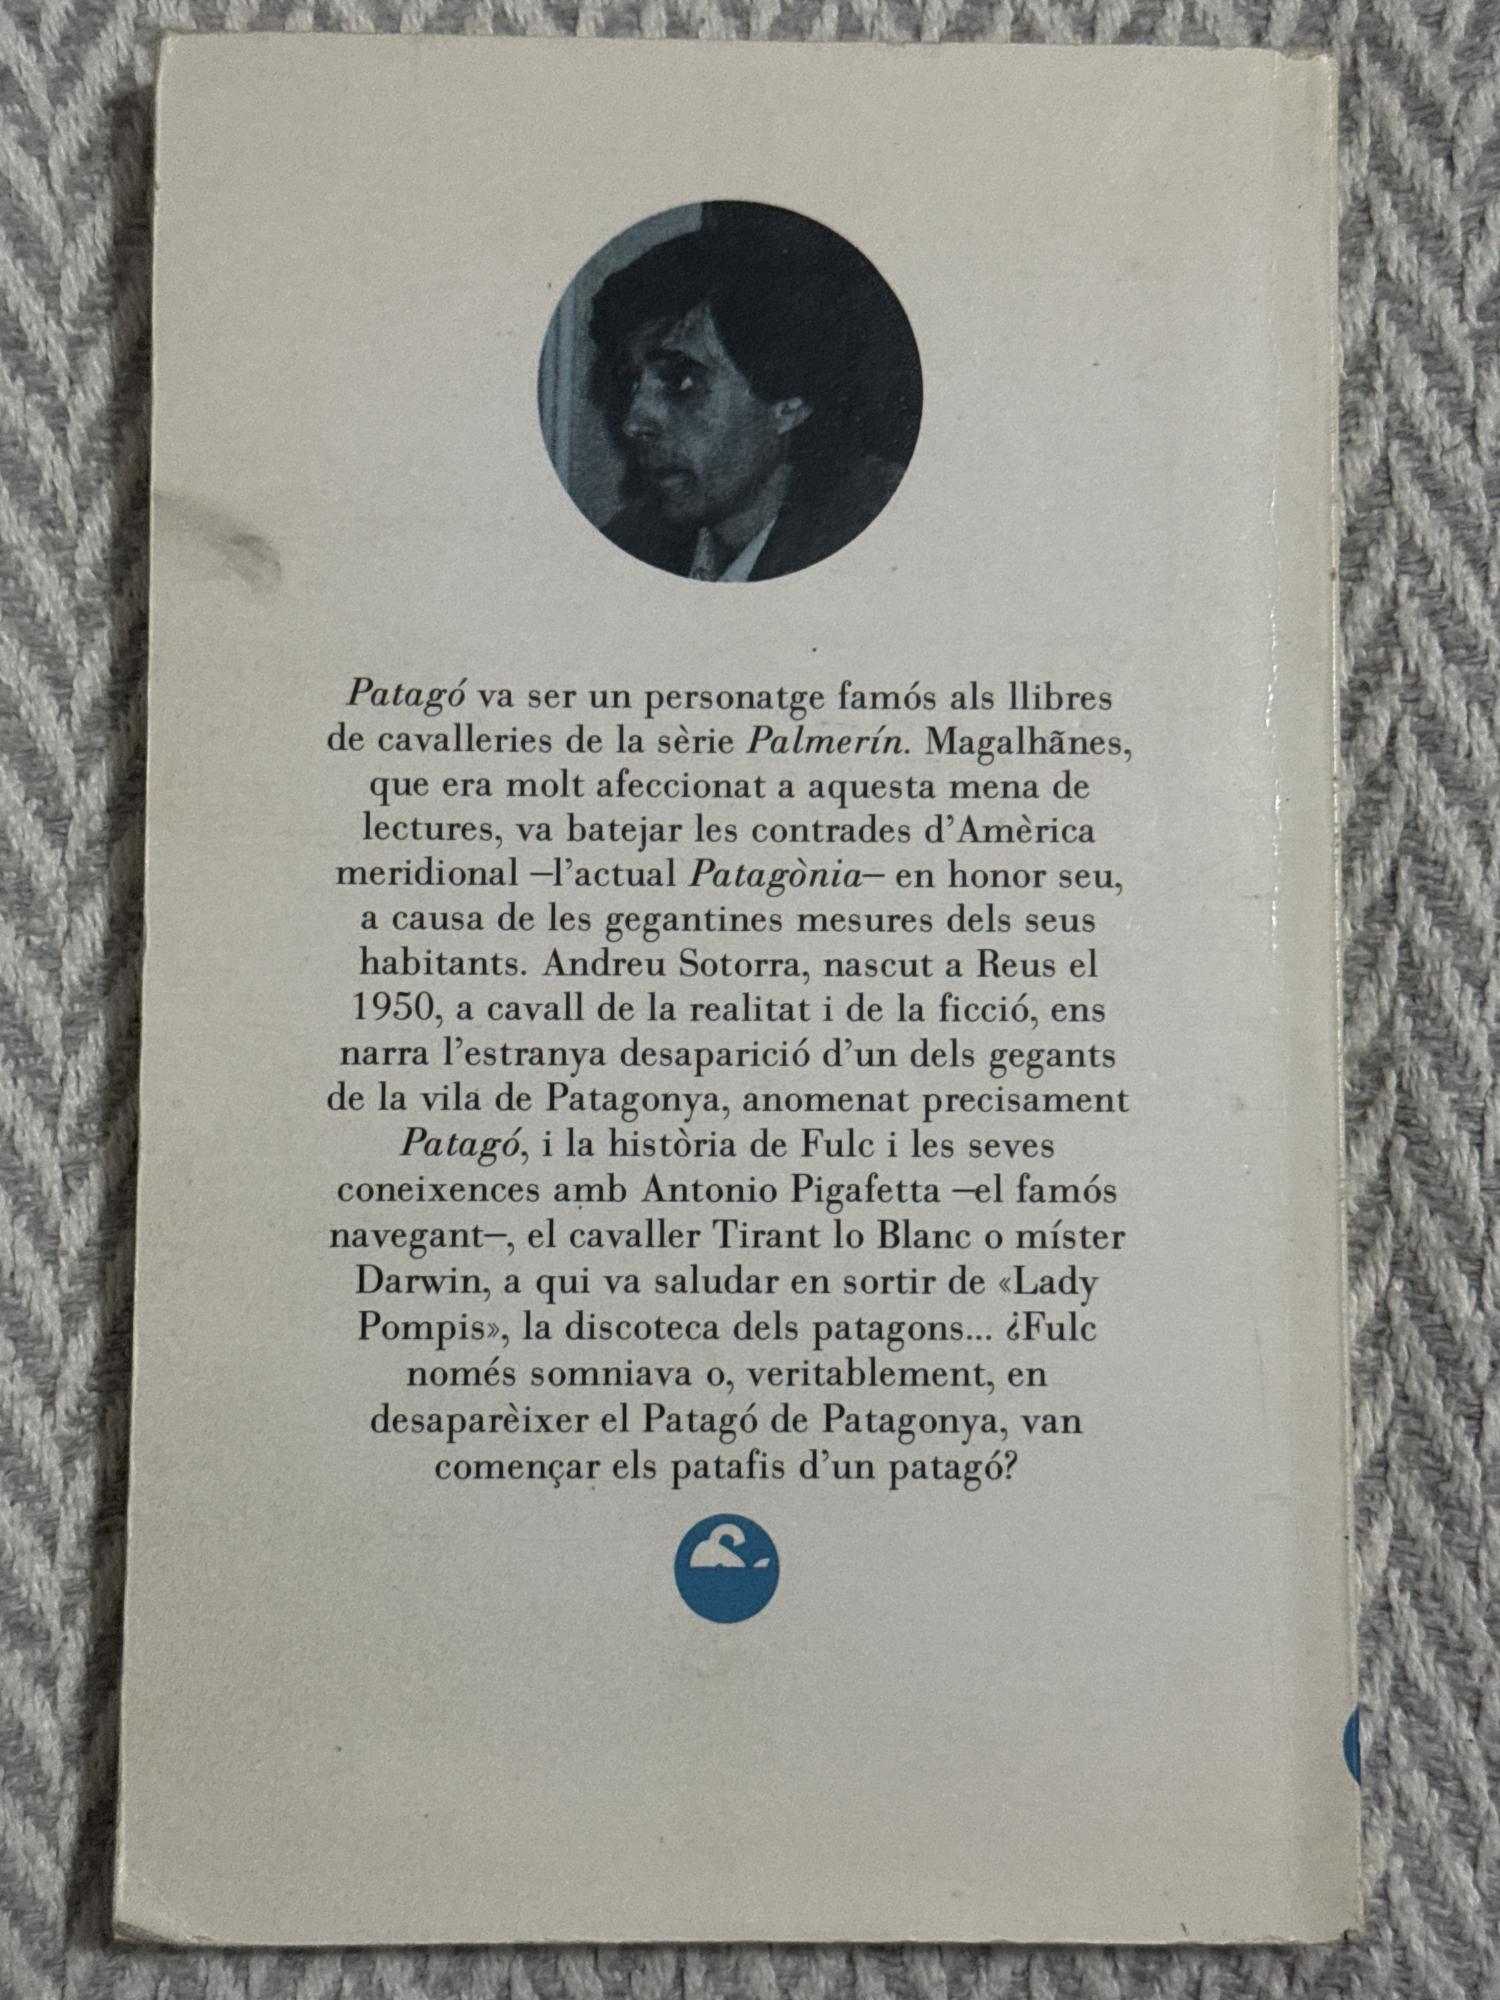 Patagó va ser un personatge famós als llibres
de cavalleries de la sèrie Palmerín. Magalhãnes,
que era molt afeccionat a aquesta mena de
lectures, va batejar les contrades d’Amèrica
meridional —l’actual Patagònia— en honor seu,
a causa de les gegantines mesures dels seus
habitants. Andreu Sotorra, nascut a Reus el
1950, a cavall de la realitat i de la ficció, ens
narra l’estranya desaparició d’un dels gegants
de la vila de Patagonya, anomenat precisament
Patagó, i la història de Fulc i les seves
coneixences amb Antonio Pigafetta —el famós
navegant—, el cavaller Tirant lo Blanc o míster
Darwin, a qui va saludar en sortir de «Lady
Pompis», la discoteca dels patagons... ¿Fulc
només somniava o, veritablement, en
desaparèixer el Patagó de Patagonya, van
començar els patafis d’un patagó?